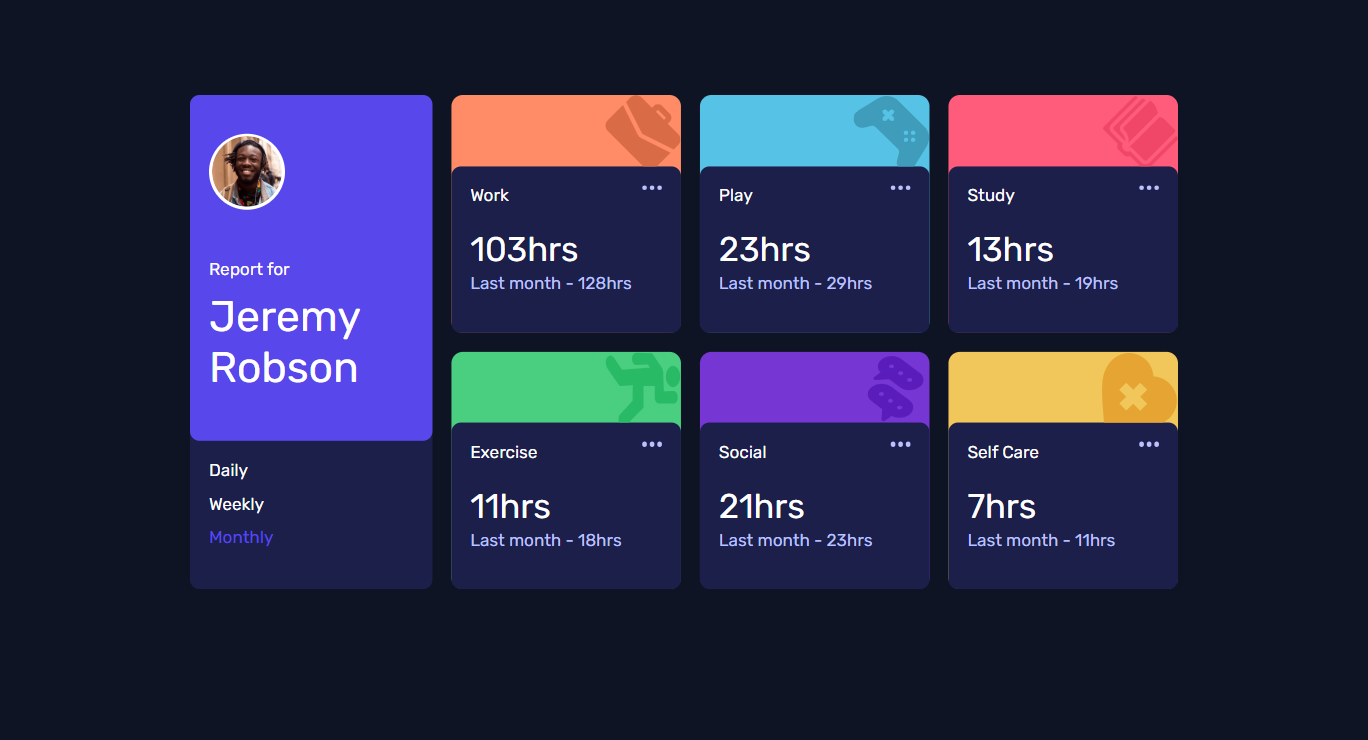 Report for
Jeremy
Robson
Daily
Weekly
Monthly
Work
103hrs
Last month - 128hrs
Play
23hrs
Last month - 29hrs
Study
13hrs
Last month - 19hrs
Exercise
11hrs
Last month - 18hrs
Social
21hrs
Last month - 23hrs
Self Care
7hrs
Last month - 11hrs